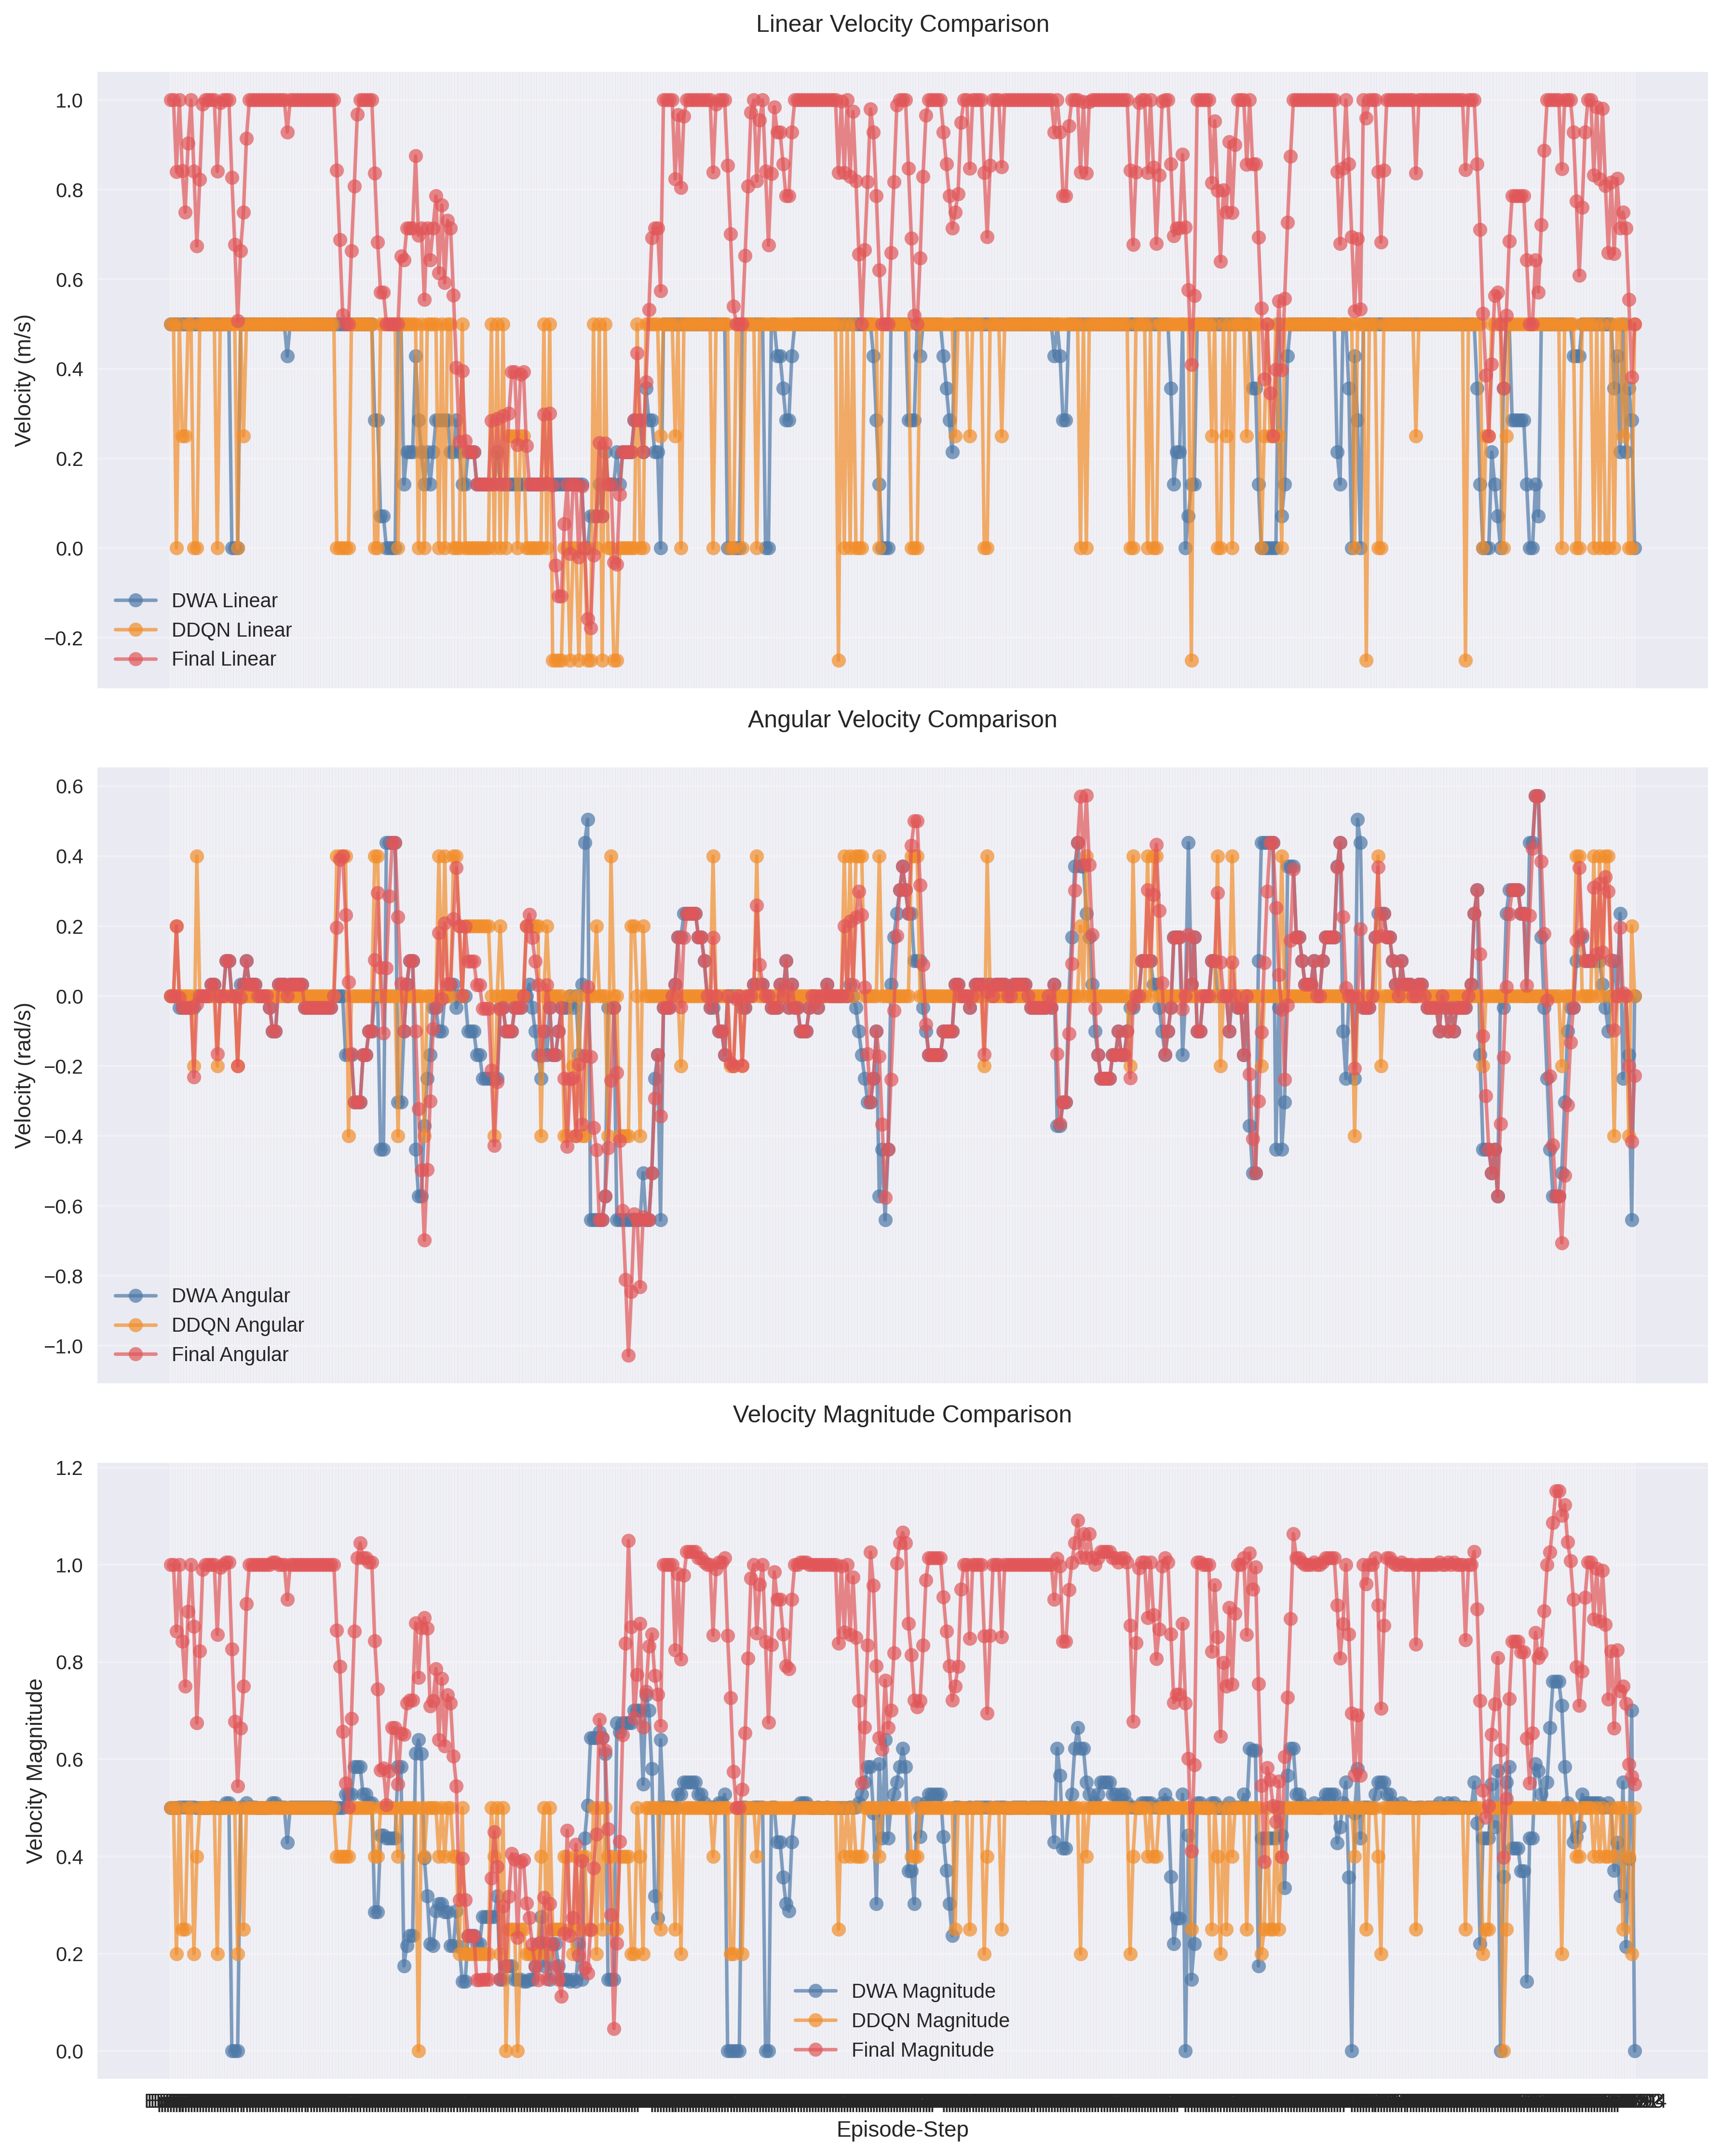 Linear Velocity Comparison
1.0
0.8
0.6
0.4
0.2
0.0
−0.2
Velocity (m/s)
DWA Linear
DDQN Linear
Final Linear
Angular Velocity Comparison
0.6
0.4
0.2
0.0
−0.2
−0.4
−0.6
−0.8
−1.0
Velocity (rad/s)
DWA Angular
DDQN Angular
Final Angular
Velocity Magnitude Comparison
1.2
1.0
0.8
0.6
0.4
0.2
0.0
Velocity Magnitude
DWA Magnitude
DDQN Magnitude
Final Magnitude
Episode-Step